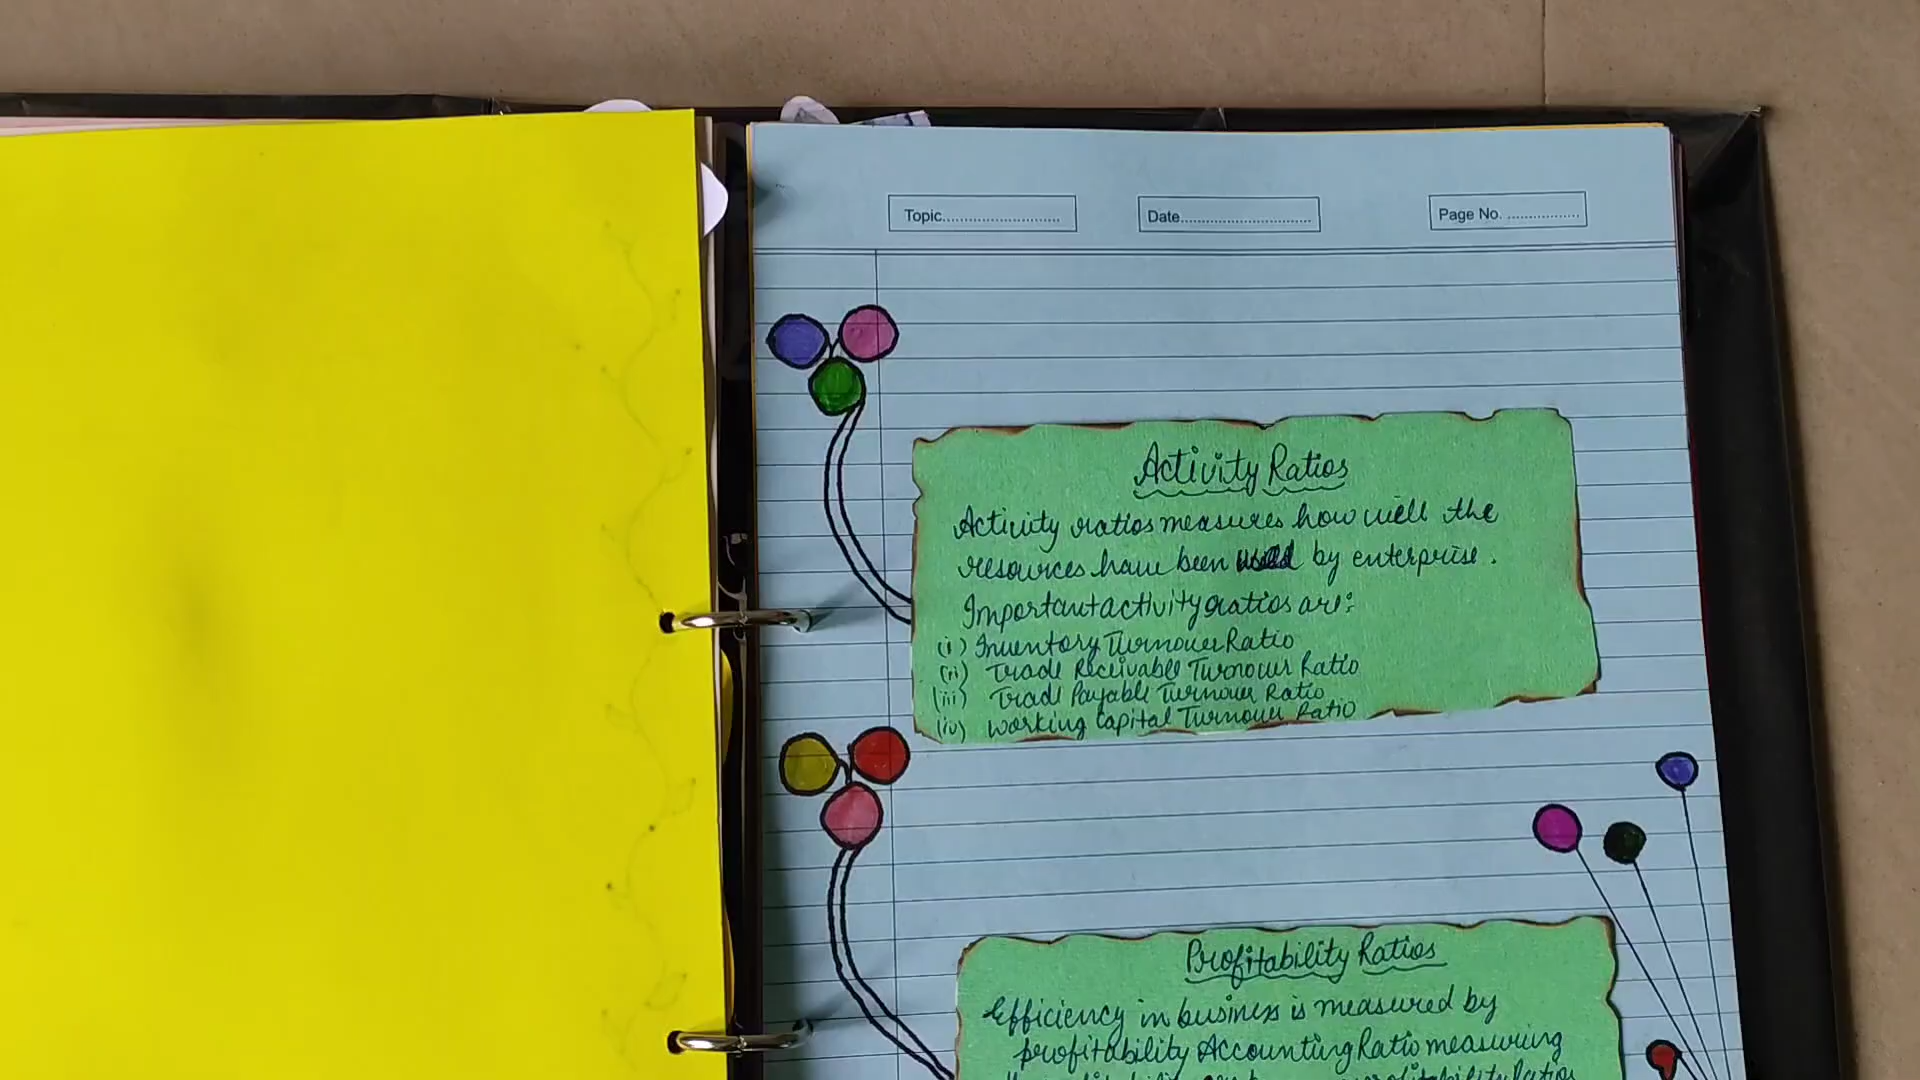 Topic............................ Date............................ Page No. .................
Activity Ratios
Activity ratios measures how well the
resources have been used by enterprise.
Important activity ratios are:
(i) Inventory Turnover Ratio
(ii) Trade Receivable Turnover Ratio
(iii) Trade Payable Turnover Ratio
(iv) Working Capital Turnover Ratio
Profitability Ratios
Efficiency in business is measured by
profitability Accounting Ratio measuring
profitability Ratios